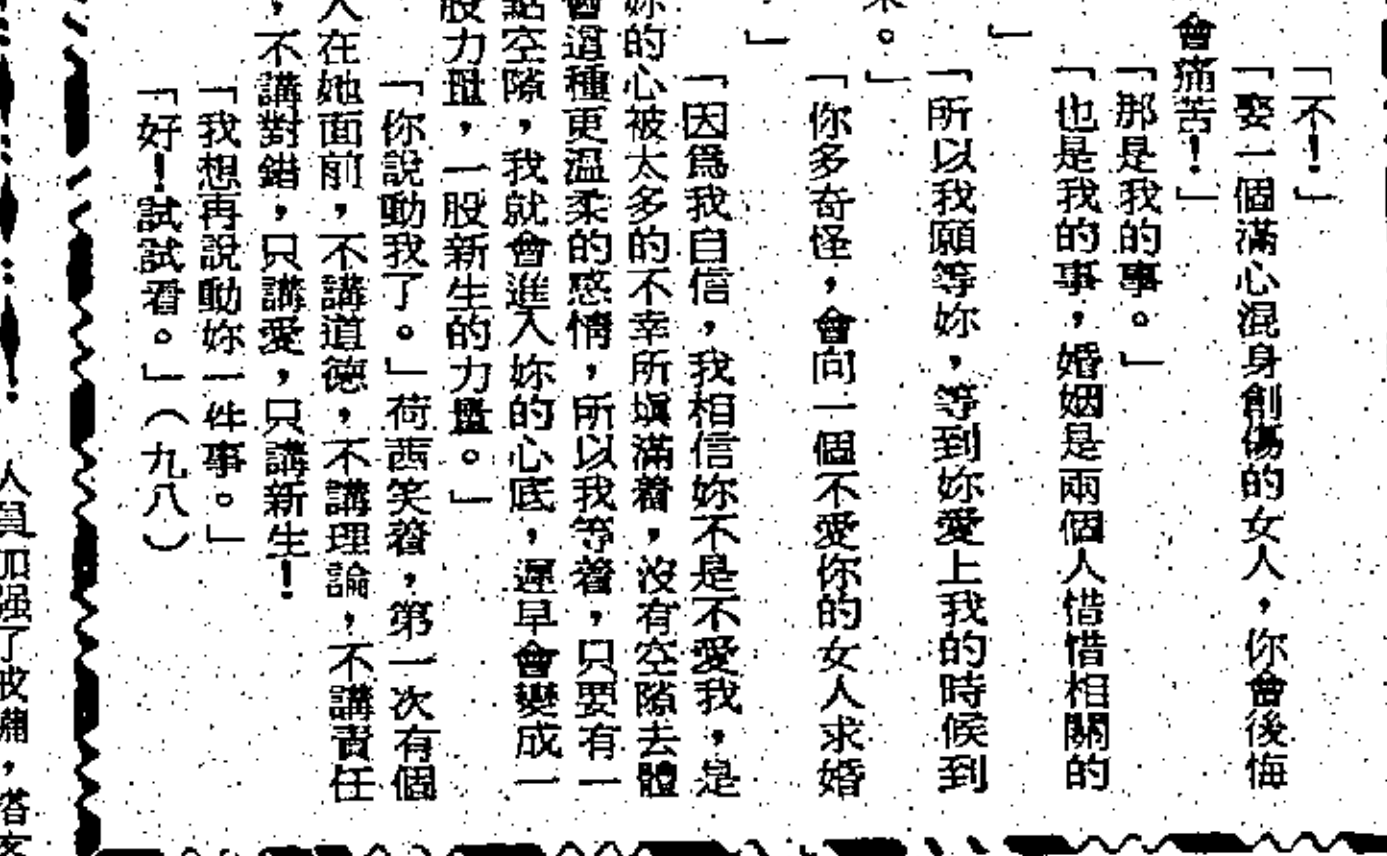 「不!」
「娶一個滿心混身創傷的女人,你會後悔
會痛苦!」
「那是我的事。」
「也是我的事,婚姻是兩個人惜惜相關的
」
「所以我願等妳,等到妳愛上我的時候到
。」
「你多奇怪,會向一個不愛你的女人求婚
」
「因爲我自信,我相信妳不是不愛我,是
妳的心被太多的不幸所塡滿着,沒有空隙去體
會這種更温柔的感情,所以我等着,只要有一
點空隙,我就會進入妳的心底,遲早會變成一
股力量,一股新生的力量。」
「你說動我了。」荷茜笑着,第一次有個
人在她面前,不講道德,不講理論,不講責任
,不講對錯,只講愛,只講新生!
「我想再說動妳一件事。」
「好!試試看。」(九八)
人員加强了